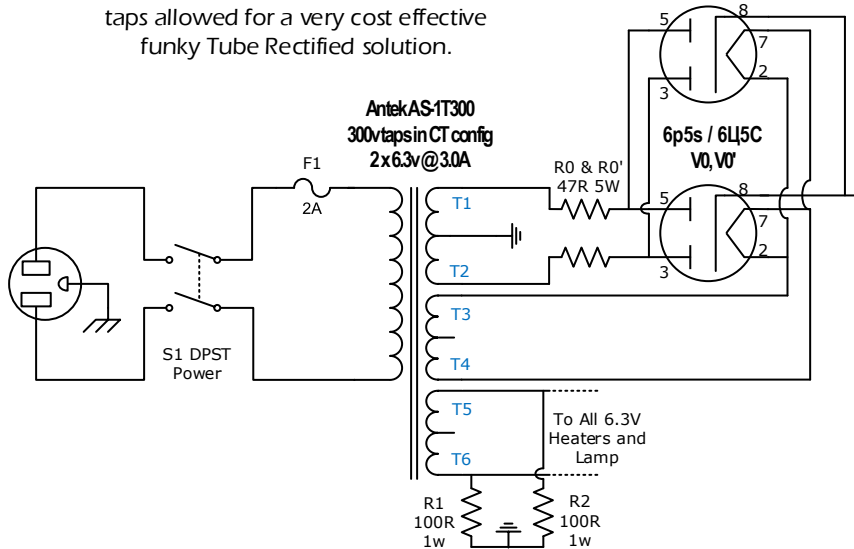 taps allowed for a very cost effective
funky Tube Rectified solution.
Antek AS-1T300
300v taps in CT config
2 x 6.3v @ 3.0A
F1
2A
S1 DPST
Power
T1
T2
T3
T4
T5
T6
R0 & R0'
47R 5W
6p5s / 6Ц5С
V0, V0'
5
3
8
7
2
5
3
8
7
2
To All 6.3V
Heaters and
Lamp
R1
100R
1w
R2
100R
1w